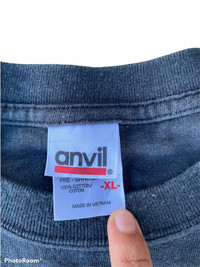 anvil
®
PRE-SHRUNK
100% COTTON/
COTON
-XL-
MADE IN VIETNAM
PhotoRoom